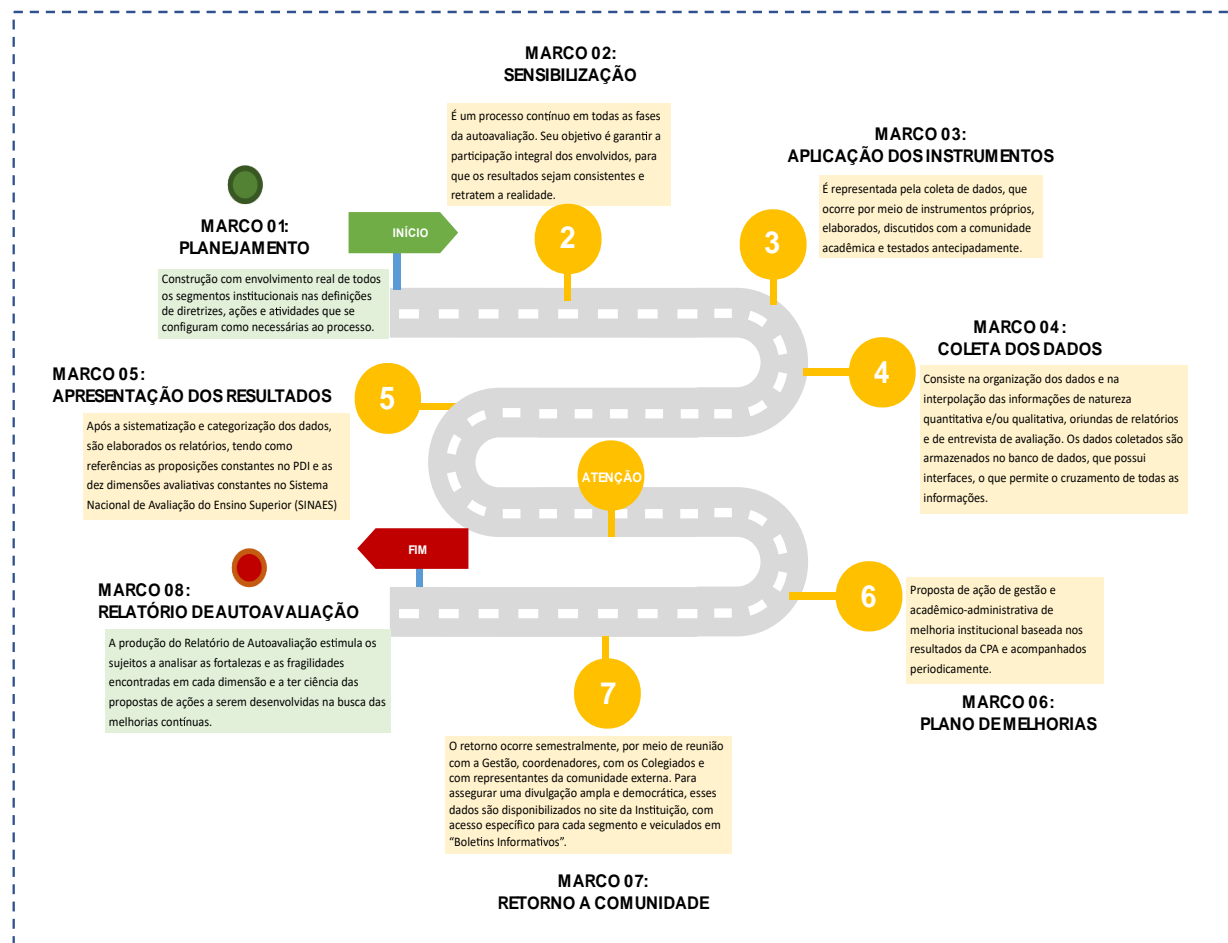 MARCO 01:
PLANEJAMENTO
Construção com envolvimento real de todos
os segmentos institucionais nas definições
de diretrizes, ações e atividades que se
configuram como necessárias ao processo.
INÍCIO
MARCO 02:
SENSIBILIZAÇÃO
É um processo contínuo em todas as fases
da autoavaliação. Seu objetivo é garantir a
participação integral dos envolvidos, para
que os resultados sejam consistentes e
retratem a realidade.
2
MARCO 03:
APLICAÇÃO DOS INSTRUMENTOS
É representada pela coleta de dados, que
ocorre por meio de instrumentos próprios,
elaborados, discutidos com a comunidade
acadêmica e testados antecipadamente.
3
MARCO 04:
COLETA DOS DADOS
Consiste na organização dos dados e na
interpolação das informações de natureza
quantitativa e/ou qualitativa, oriundas de relatórios
e de entrevista de avaliação. Os dados coletados são
armazenados no banco de dados, que possui
interfaces, o que permite o cruzamento de todas as
informações.
4
MARCO 05:
APRESENTAÇÃO DOS RESULTADOS
Após a sistematização e categorização dos dados,
são elaborados os relatórios, tendo como
referências as proposições constantes no PDI e as
dez dimensões avaliativas constantes no Sistema
Nacional de Avaliação do Ensino Superior (SINAES)
5
ATENÇÃO
6
Proposta de ação de gestão e
acadêmico-administrativa de
melhoria institucional baseada nos
resultados da CPA e acompanhados
periodicamente.
MARCO 06:
PLANO DE MELHORIAS
7
O retorno ocorre semestralmente, por meio de reunião
com a Gestão, coordenadores, com os Colegiados e
com representantes da comunidade externa. Para
assegurar uma divulgação ampla e democrática, esses
dados são disponibilizados no site da Instituição, com
acesso específico para cada segmento e veiculados em
“Boletins Informativos”.
MARCO 07:
RETORNO A COMUNIDADE
FIM
MARCO 08:
RELATÓRIO DE AUTOAVALIAÇÃO
A produção do Relatório de Autoavaliação estimula os
sujeitos a analisar as fortalezas e as fragilidades
encontradas em cada dimensão e a ter ciência das
propostas de ações a serem desenvolvidas na busca das
melhorias contínuas.